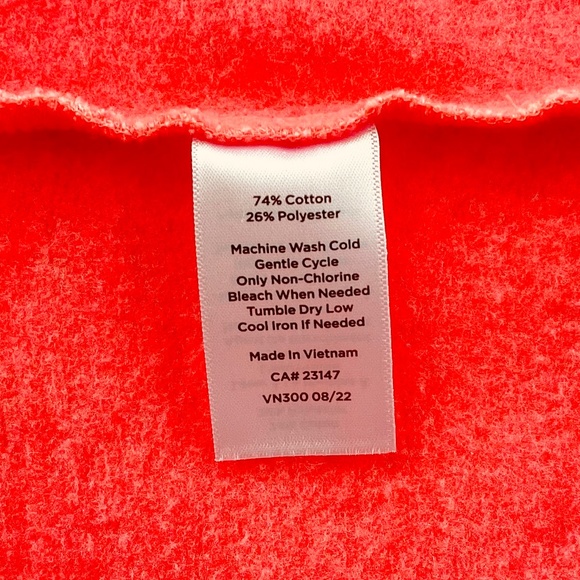 74% Cotton
26% Polyester
Machine Wash Cold
Gentle Cycle
Only Non-Chlorine
Bleach When Needed
Tumble Dry Low
Cool Iron If Needed
Made In Vietnam
CA# 23147
VN300 08/22